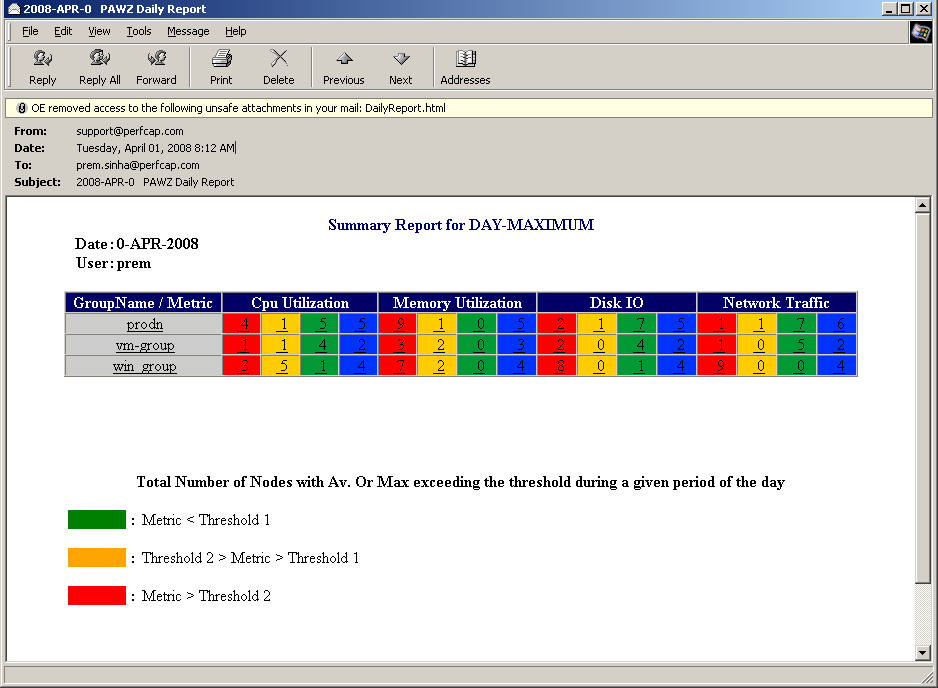 2008-APR-0 PAWZ Daily Report
File Edit View Tools Message Help
Reply Reply All Forward Print Delete Previous Next Addresses
OE removed access to the following unsafe attachments in your mail: DailyReport.html
From: support@perfcap.com
Date: Tuesday, April 01, 2008 8:12 AM
To: prem.sinha@perfcap.com
Subject: 2008-APR-0 PAWZ Daily Report
Summary Report for DAY-MAXIMUM
Date : 0-APR-2008
User : prem
GroupName / Metric Cpu Utilization Memory Utilization Disk IO Network Traffic
prodn 4 1 5 5 9 1 0 5 2 1 7 5 1 1 7 6
vm-group 1 1 4 2 3 2 0 3 2 0 4 2 1 0 5 2
win_group 3 5 1 4 7 2 0 4 8 0 1 4 9 0 0 4
Total Number of Nodes with Av. Or Max exceeding the threshold during a given period of the day
: Metric < Threshold 1
: Threshold 2 > Metric > Threshold 1
: Metric > Threshold 2